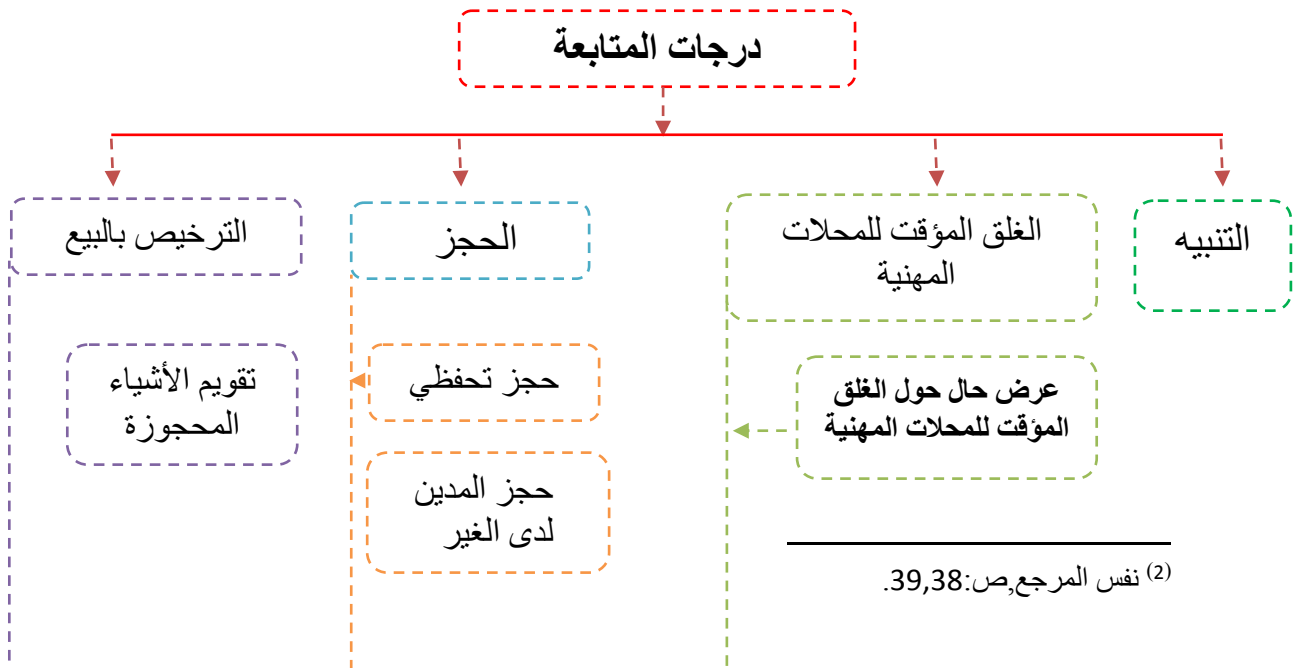 درجات المتابعة
التنبيه
الغلق المؤقت للمحلات
المهنية
الحجز
الترخيص بالبيع
عرض حال حول الغلق
المؤقت للمحلات المهنية
حجز تحفظي
حجز المدين
لدى الغير
تقويم الأشياء
المحجوزة
(2) نفس المرجع,ص:39,38.